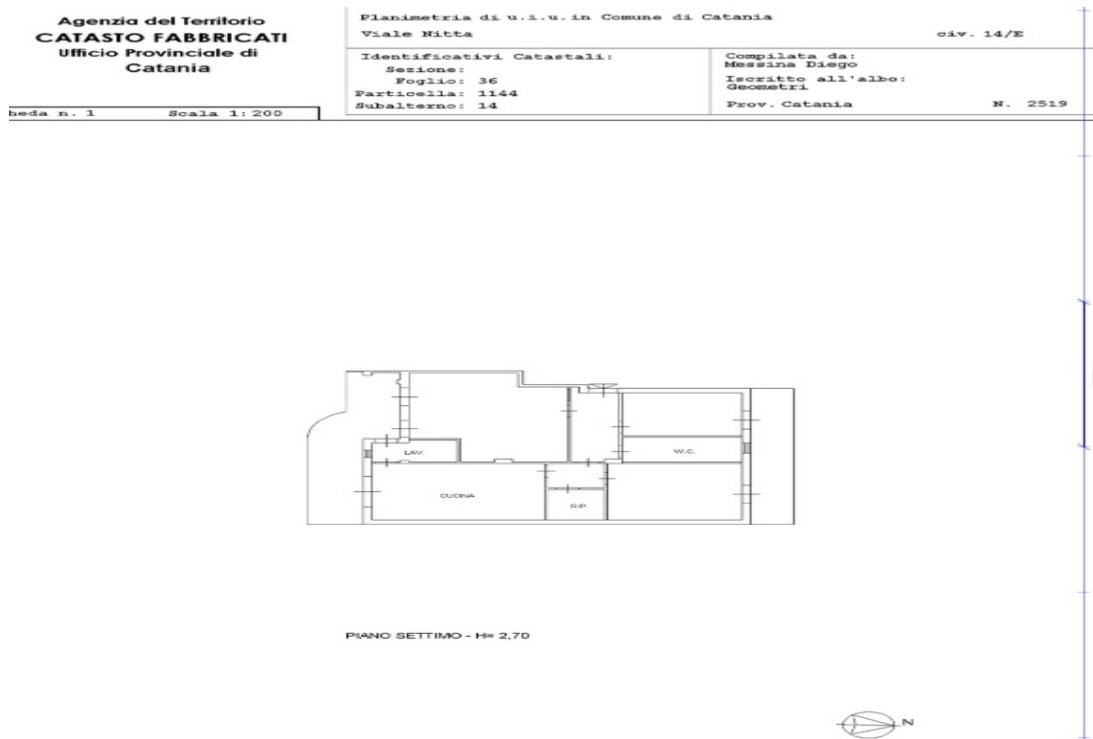 Agenzia del Territorio
CATASTO FABBRICATI
Ufficio Provinciale di
Catania
Planimetria di u.i.u.in Comune di Catania
Viale Nitta
civ. 14/E
Identificativi Catastali:
Sezione:
Foglio: 36
Particella: 1144
Subalterno: 14
Compilata da:
Messina Diego
Iscritto all'albo:
Geometri
Prov. Catania
N. 2519
heda n. 1
Scala 1:200
LAV.
W.C.
CUCINA
RIP.
PIANO SETTIMO - H= 2,70
N